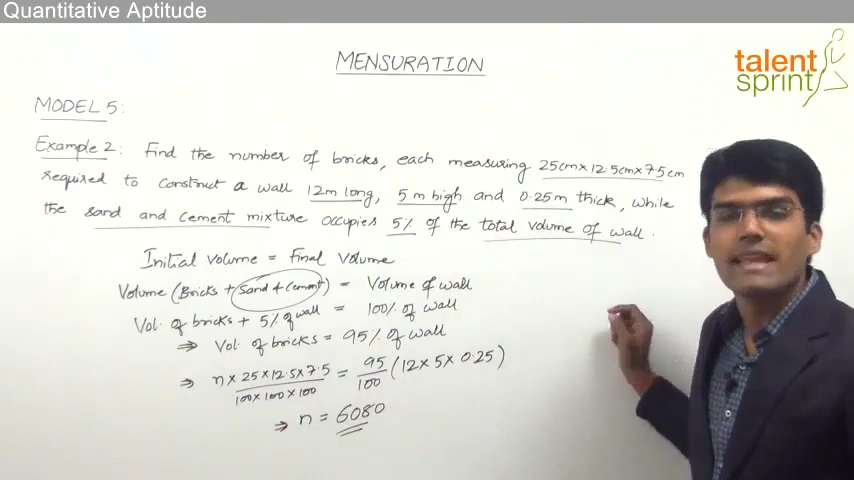 Quantitative Aptitude
talent
sprint
MENSURATION
MODEL 5:
Example 2: Find the number of bricks, each measuring 25cm×12.5cm×7.5cm
required to construct a wall 12m long, 5m high and 0.25m thick, while
the sand and cement mixture occupies 5% of the total volume of wall.
Initial volume = Final volume
Volume (Bricks + Sand & Cement) = Volume of wall
Vol. of bricks + 5% of wall = 100% of wall
⇒ Vol. of bricks = 95% of wall
⇒ n × 25 × 12.5 × 7.5 / 100 × 100 × 100 = 95/100 (12 × 5 × 0.25)
⇒ n = 6080